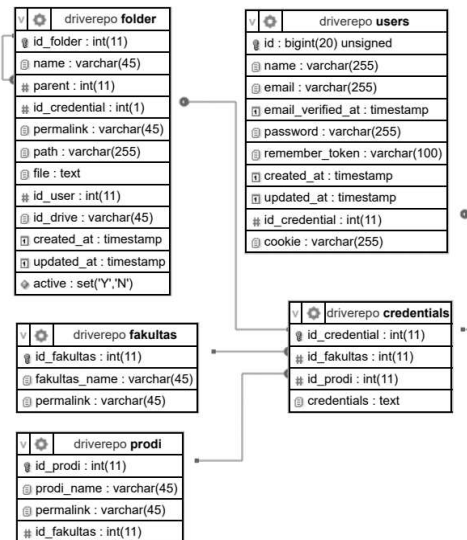 driverepo folder
id_folder : int(11)
name : varchar(45)
parent : int(11)
id_credential : int(1)
permalink : varchar(45)
path : varchar(255)
file : text
id_user : int(11)
id_drive : varchar(45)
created_at : timestamp
updated_at : timestamp
active : set('Y','N')
driverepo users
id : bigint(20) unsigned
name : varchar(255)
email : varchar(255)
email_verified_at : timestamp
password : varchar(255)
remember_token : varchar(100)
created_at : timestamp
updated_at : timestamp
# id_credential : int(11)
cookie : varchar(255)
driverepo fakultas
id_fakultas : int(11)
fakultas_name : varchar(45)
permalink : varchar(45)
driverepo credentials
id_credential : int(11)
# id_fakultas : int(11)
# id_prodi : int(11)
credentials : text
driverepo prodi
id_prodi : int(11)
prodi_name : varchar(45)
permalink : varchar(45)
# id_fakultas : int(11)